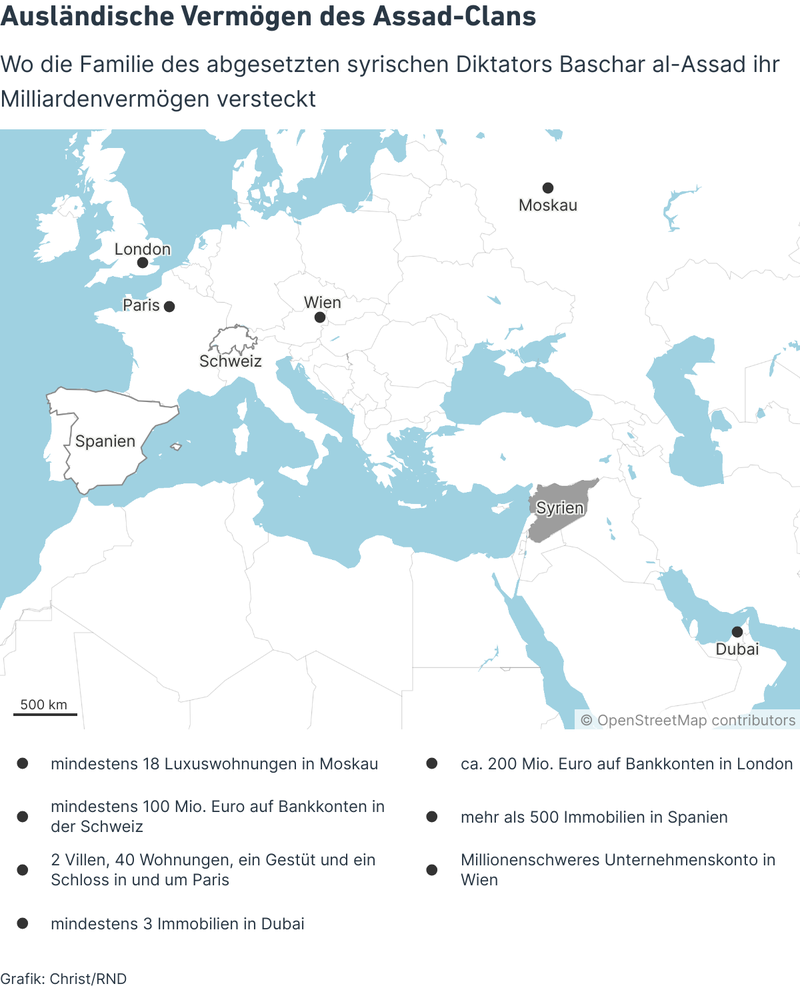 Ausländische Vermögen des Assad-Clans
Wo die Familie des abgesetzten syrischen Diktators Baschar al-Assad ihr
Milliardenvermögen versteckt
Moskau
London
Paris
Wien
Schweiz
Spanien
Syrien
Dubai
500 km
© OpenStreetMap contributors
mindestens 18 Luxuswohnungen in Moskau
mindestens 100 Mio. Euro auf Bankkonten in
der Schweiz
2 Villen, 40 Wohnungen, ein Gestüt und ein
Schloss in und um Paris
mindestens 3 Immobilien in Dubai
ca. 200 Mio. Euro auf Bankkonten in London
mehr als 500 Immobilien in Spanien
Millionenschweres Unternehmenskonto in
Wien
Grafik: Christ/RND